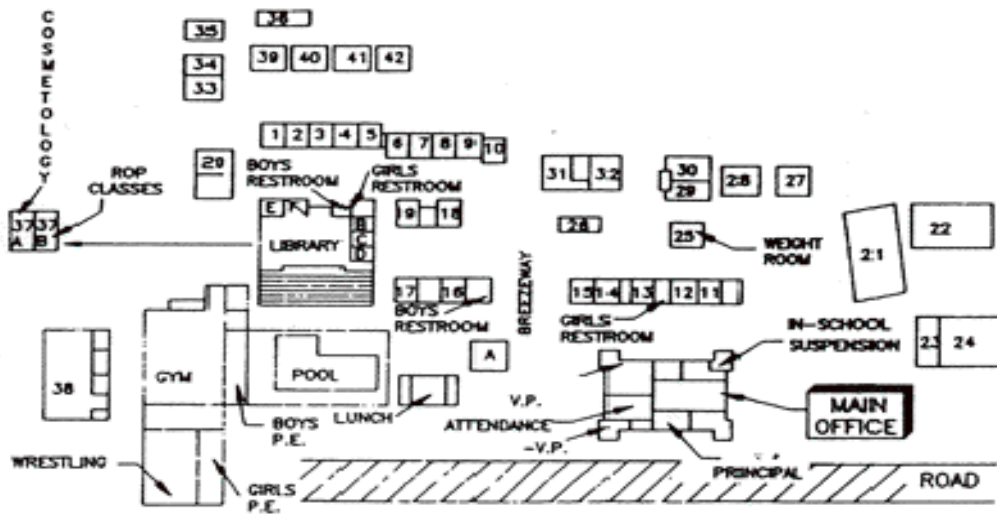 COSMETOLOGY
36
35
34
33
39 40 41 42
1 2 3 4 5
6 7 8 9 10
29
BOYS
RESTROOM
GIRLS
RESTROOM
ROP
CLASSES
37 37
A B
E F
B
C
D
LIBRARY
19 18
31 32
30
29
28 27
26
25
WEIGHT
ROOM
21
22
17 16
BOYS
RESTROOM
BREEZEWAY
15 14 13 12 11
GIRLS
RESTROOM
IN-SCHOOL
SUSPENSION
23 24
38
GYM
POOL
A
LUNCH
BOYS
P.E.
V.P.
ATTENDANCE
-V.P.
MAIN
OFFICE
PRINCIPAL
WRESTLING
GIRLS
P.E.
ROAD